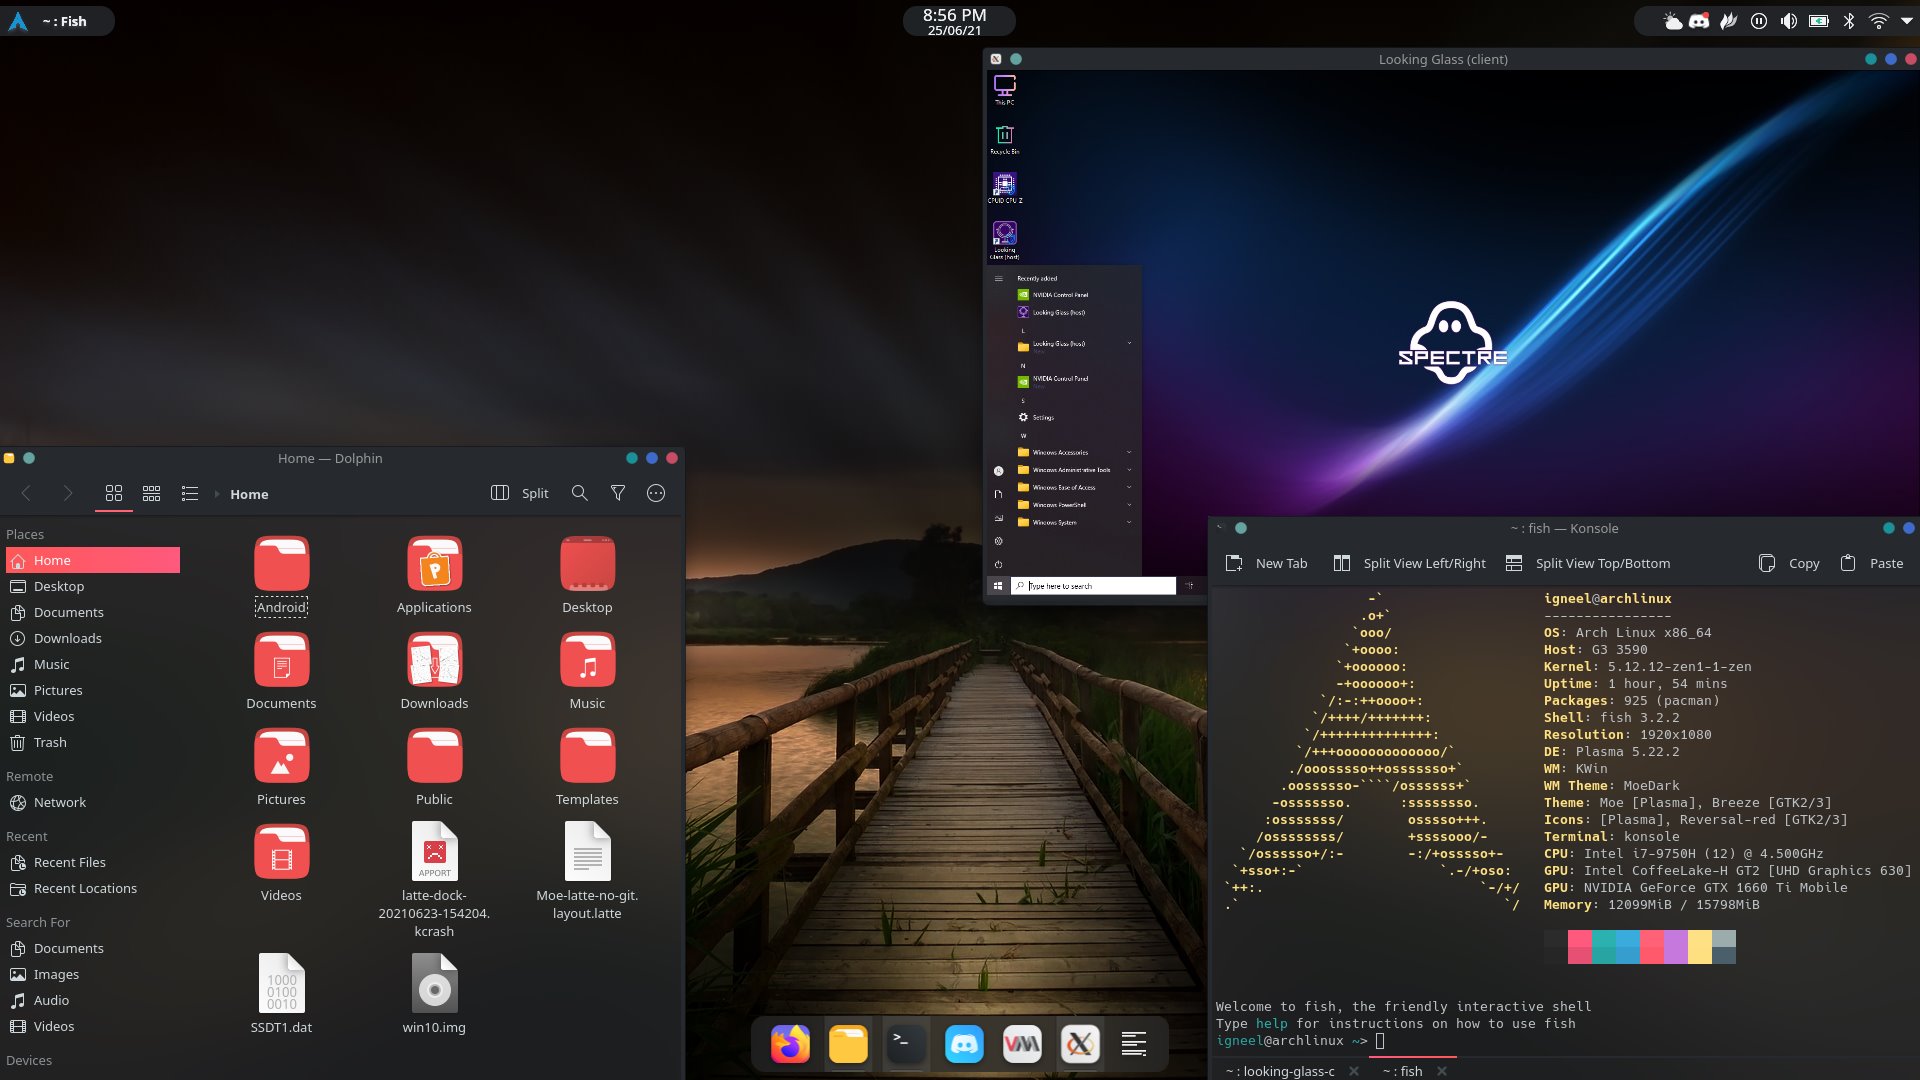 ~ : Fish
8:56 PM
25/06/21
Looking Glass (client)
This PC
Recycle Bin
CPUID CPU-Z
Looking
Glass (host)
Recently added
NVIDIA Control Panel
Looking Glass (host)
L
Looking Glass (host)
New
N
NVIDIA Control Panel
New
S
Settings
W
Windows Accessories
Windows Administrative Tools
Windows Ease of Access
Windows PowerShell
Windows System
Type here to search
SPECTRE
Home — Dolphin
Home
Split
Places
Home
Desktop
Documents
Downloads
Music
Pictures
Videos
Trash
Remote
Network
Recent
Recent Files
Recent Locations
Search For
Documents
Images
Audio
Videos
Devices
Android
Applications
Desktop
Documents
Downloads
Music
Pictures
Public
Templates
Videos
APPORT
latte-dock-
20210623-154204.
kcrash
Moe-latte-no-git.
layout.latte
1000
0100
0010
SSDT1.dat
win10.img
~ : fish — Konsole
New Tab
Split View Left/Right
Split View Top/Bottom
Copy
Paste
igneel@archlinux
----------------
OS: Arch Linux x86_64
Host: G3 3590
Kernel: 5.12.12-zen1-1-zen
Uptime: 1 hour, 54 mins
Packages: 925 (pacman)
Shell: fish 3.2.2
Resolution: 1920x1080
DE: Plasma 5.22.2
WM: KWin
WM Theme: MoeDark
Theme: Moe [Plasma], Breeze [GTK2/3]
Icons: [Plasma], Reversal-red [GTK2/3]
Terminal: konsole
CPU: Intel i7-9750H (12) @ 4.500GHz
GPU: Intel CoffeeLake-H GT2 [UHD Graphics 630]
GPU: NVIDIA GeForce GTX 1660 Ti Mobile
Memory: 12099MiB / 15798MiB
Welcome to fish, the friendly interactive shell
Type help for instructions on how to use fish
igneel@archlinux ~>
~ : looking-glass-c
~ : fish